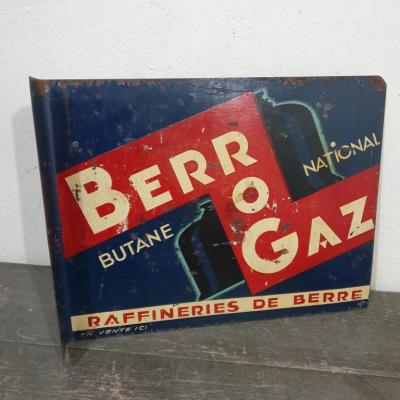 BERR
O
GAZ
NATIONAL
BUTANE
RAFFINERIES DE BERRE
EN VENTE ICI